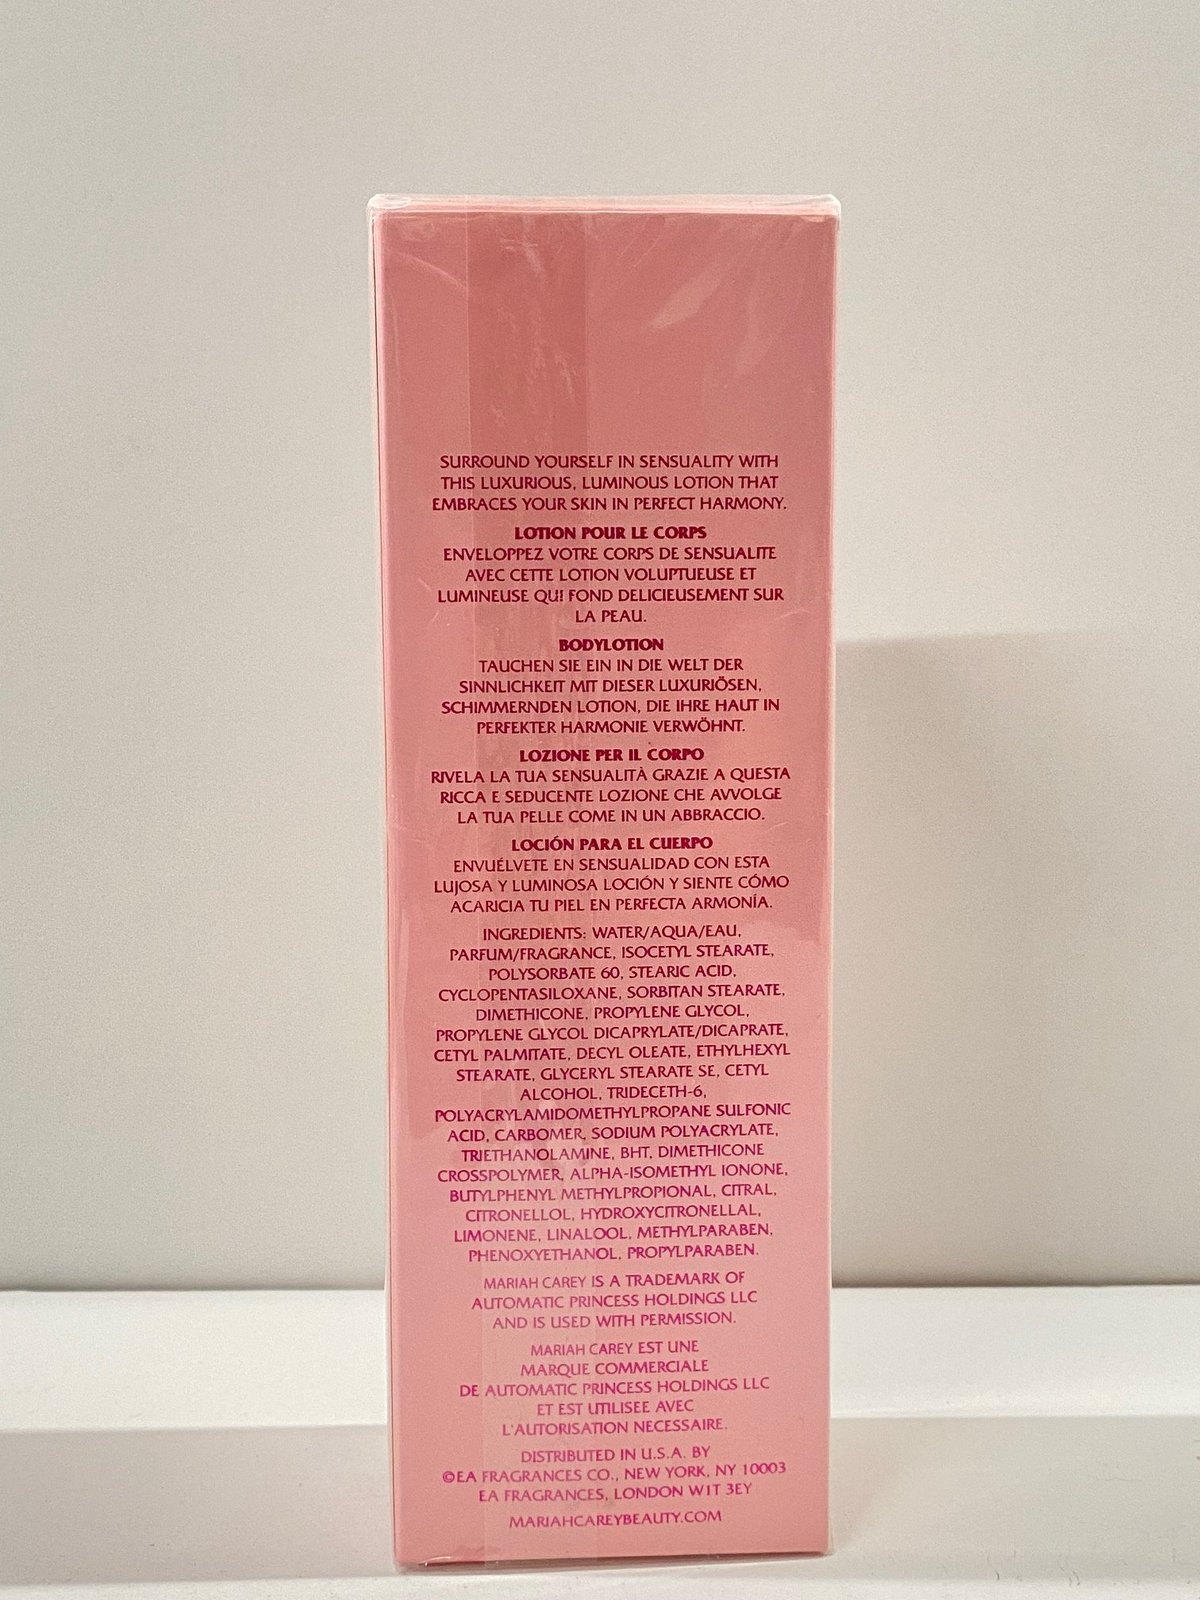 SURROUND YOURSELF IN SENSUALITY WITH
THIS LUXURIOUS, LUMINOUS LOTION THAT
EMBRACES YOUR SKIN IN PERFECT HARMONY.
LOTION POUR LE CORPS
ENVELOPPEZ VOTRE CORPS DE SENSUALITE
AVEC CETTE LOTION VOLUPTUEUSE ET
LUMINEUSE QUI FOND DELICIEUSEMENT SUR
LA PEAU.
BODYLOTION
TAUCHEN SIE EIN IN DIE WELT DER
SINNLICHKEIT MIT DIESER LUXURIÖSEN,
SCHIMMERNDEN LOTION, DIE IHRE HAUT IN
PERFEKTER HARMONIE VERWÖHNT.
LOZIONE PER IL CORPO
RIVELA LA TUA SENSUALITÀ GRAZIE A QUESTA
RICCA E SEDUCENTE LOZIONE CHE AVVOLGE
LA TUA PELLE COME IN UN ABBRACCIO.
LOCIÓN PARA EL CUERPO
ENVUÉLVETE EN SENSUALIDAD CON ESTA
LUJOSA Y LUMINOSA LOCIÓN Y SIENTE CÓMO
ACARICIA TU PIEL EN PERFECTA ARMONÍA.
INGREDIENTS: WATER/AQUA/EAU,
PARFUM/FRAGRANCE, ISOCETYL STEARATE,
POLYSORBATE 60, STEARIC ACID,
CYCLOPENTASILOXANE, SORBITAN STEARATE,
DIMETHICONE, PROPYLENE GLYCOL,
PROPYLENE GLYCOL DICAPRYLATE/DICAPRATE,
CETYL PALMITATE, DECYL OLEATE, ETHYLHEXYL
STEARATE, GLYCERYL STEARATE SE, CETYL
ALCOHOL, TRIDECETH-6,
POLYACRYLAMIDOMETHYLPROPANE SULFONIC
ACID, CARBOMER, SODIUM POLYACRYLATE,
TRIETHANOLAMINE, BHT, DIMETHICONE
CROSSPOLYMER, ALPHA-ISOMETHYL IONONE,
BUTYLPHENYL METHYLPROPIONAL, CITRAL,
CITRONELLOL, HYDROXYCITRONELLAL,
LIMONENE, LINALOOL, METHYLPARABEN,
PHENOXYETHANOL, PROPYLPARABEN.
MARIAH CAREY IS A TRADEMARK OF
AUTOMATIC PRINCESS HOLDINGS LLC
AND IS USED WITH PERMISSION.
MARIAH CAREY EST UNE
MARQUE COMMERCIALE
DE AUTOMATIC PRINCESS HOLDINGS LLC
ET EST UTILISEE AVEC
L'AUTORISATION NECESSAIRE.
DISTRIBUTED IN U.S.A. BY
©EA FRAGRANCES CO., NEW YORK, NY 10003
EA FRAGRANCES, LONDON W1T 3EY
MARIAHCAREYBEAUTY.COM